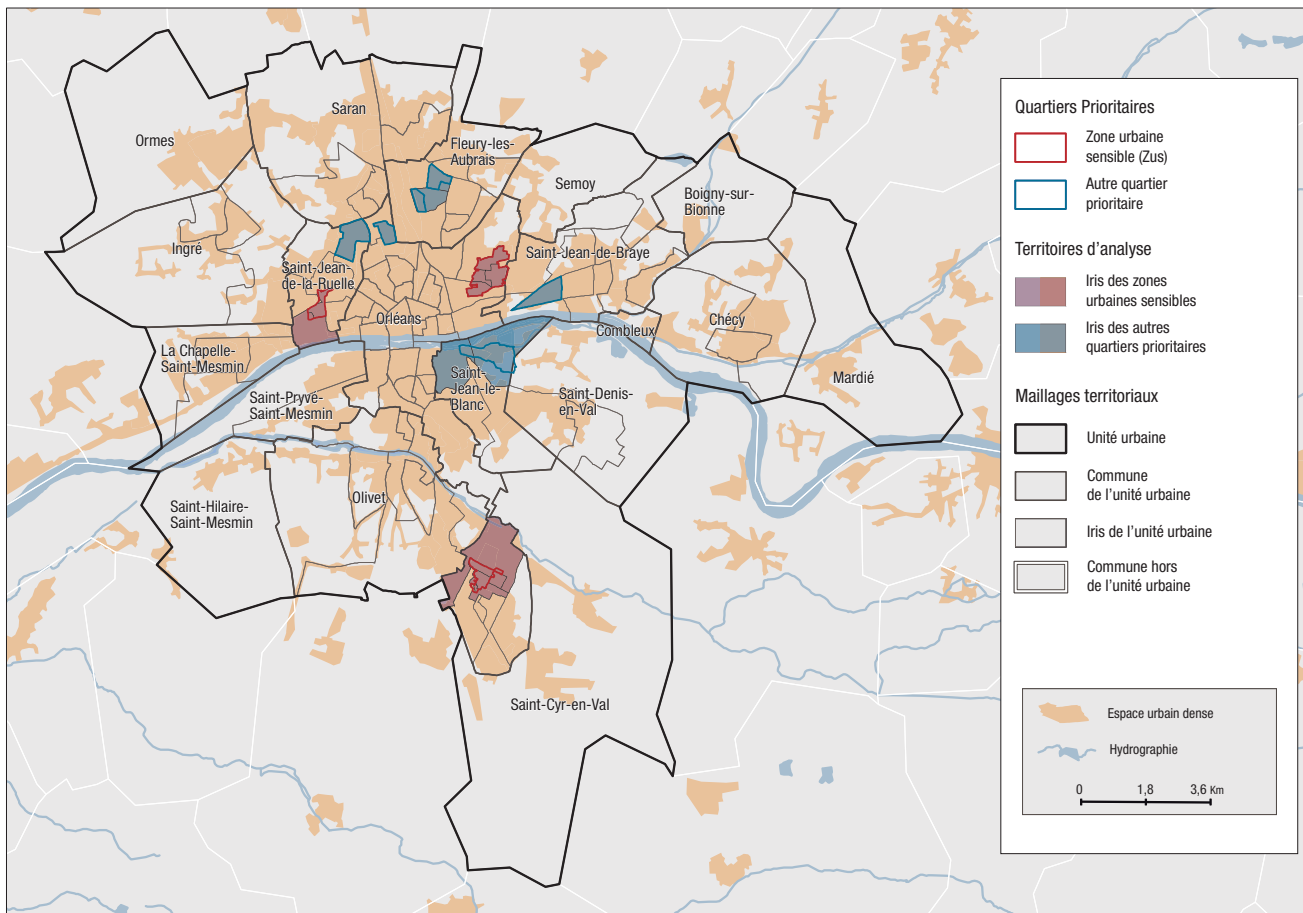 Saran
Ormes
Fleury-les-
Aubrais
Semoy
Boigny-sur-
Bionne
Ingré
Saint-Jean-de-Braye
Saint-Jean-
de-la-Ruelle
Orléans
Combleux
Chécy
La Chapelle-
Saint-Mesmin
Mardié
Saint-
Jean-le-
Blanc
Saint-Denis-
en-Val
Saint-Pryvé-
Saint-Mesmin
Olivet
Saint-Hilaire-
Saint-Mesmin
Saint-Cyr-en-Val
Quartiers Prioritaires
Zone urbaine
sensible (Zus)
Autre quartier
prioritaire
Territoires d'analyse
Iris des zones
urbaines sensibles
Iris des autres
quartiers prioritaires
Maillages territoriaux
Unité urbaine
Commune
de l'unité urbaine
Iris de l'unité urbaine
Commune hors
de l'unité urbaine
Espace urbain dense
Hydrographie
0 1,8 3,6 Km